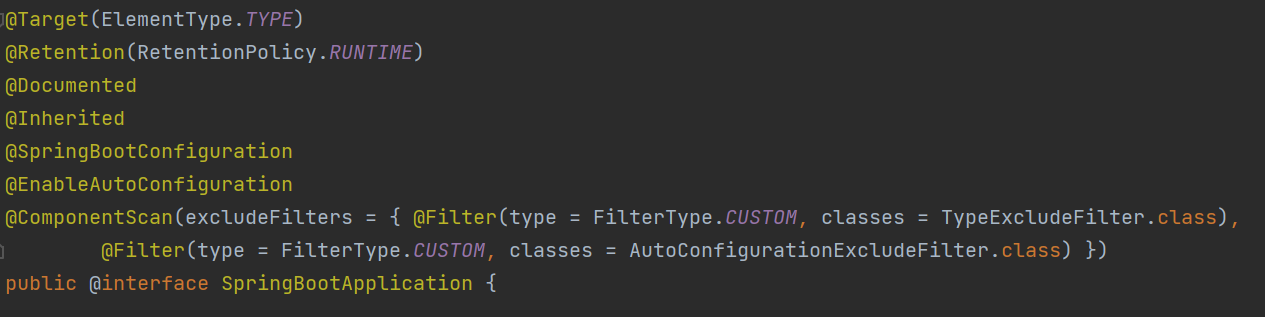 @Target(ElementType.TYPE)
@Retention(RetentionPolicy.RUNTIME)
@Documented
@Inherited
@SpringBootConfiguration
@EnableAutoConfiguration
@ComponentScan(excludeFilters = { @Filter(type = FilterType.CUSTOM, classes = TypeExcludeFilter.class),
        @Filter(type = FilterType.CUSTOM, classes = AutoConfigurationExcludeFilter.class) })
public @interface SpringBootApplication {